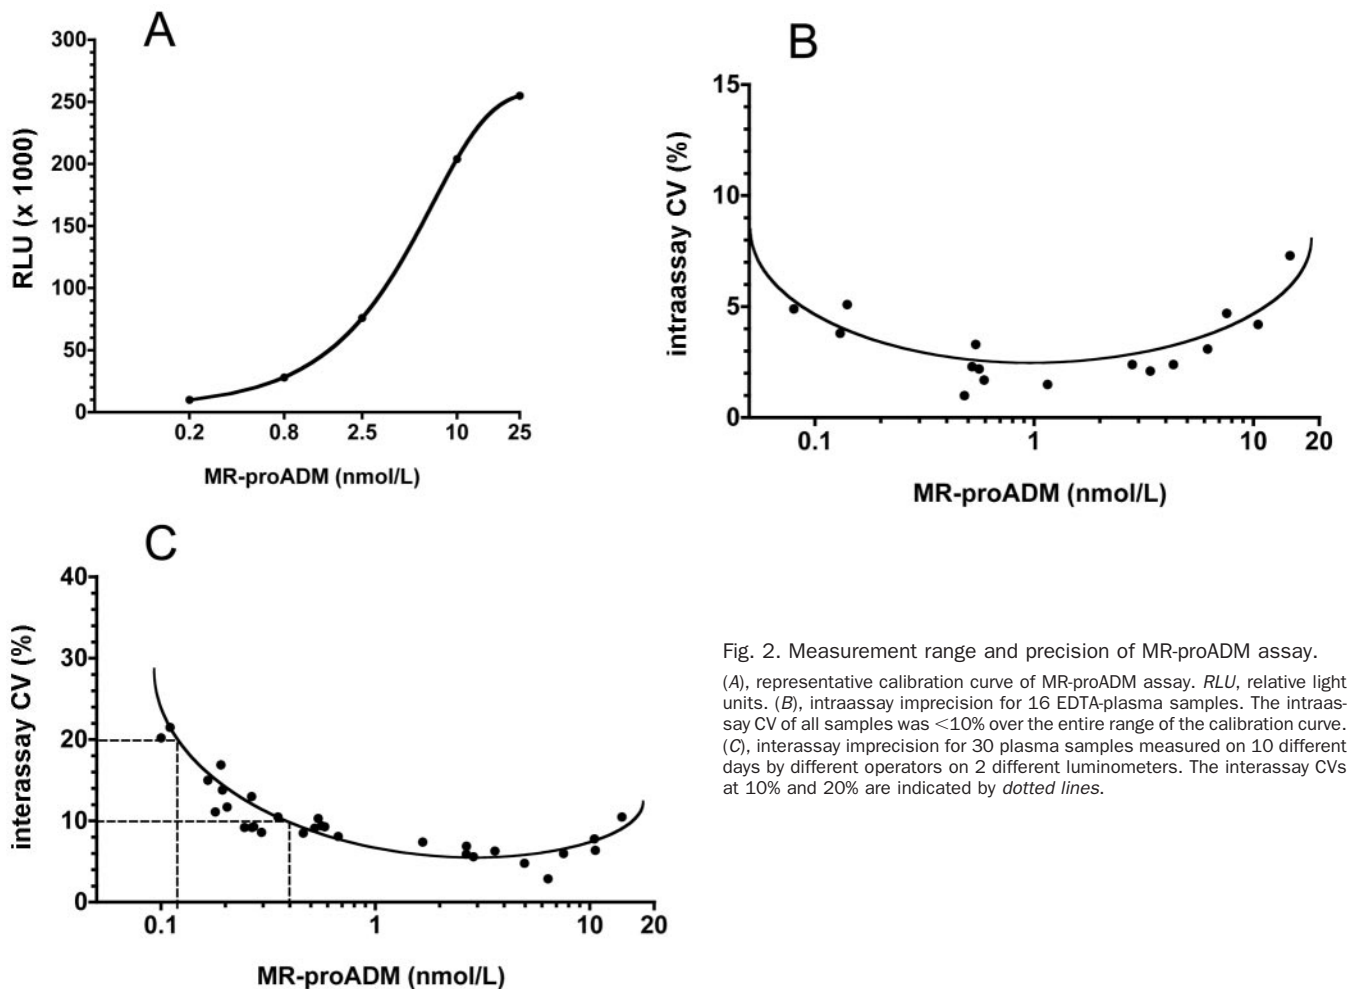 A
300
250
200
150
100
50
0
RLU (x 1000)
0.2 0.8 2.5 10 25
MR-proADM (nmol/L)
B
15
10
5
0
intraassay CV (%)
0.1 1 10 20
MR-proADM (nmol/L)
C
40
30
20
10
0
interassay CV (%)
0.1 1 10 20
MR-proADM (nmol/L)
Fig. 2. Measurement range and precision of MR-proADM assay.
(A), representative calibration curve of MR-proADM assay. RLU, relative light
units. (B), intraassay imprecision for 16 EDTA-plasma samples. The intraas-
say CV of all samples was <10% over the entire range of the calibration curve.
(C), interassay imprecision for 30 plasma samples measured on 10 different
days by different operators on 2 different luminometers. The interassay CVs
at 10% and 20% are indicated by dotted lines.